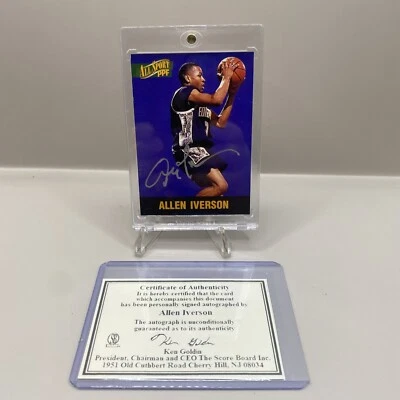 ALL SPORT
PPF
ALLEN IVERSON
Certificate of Authenticity
It is hereby certified that the card
which accompanies this document
has been personally signed autographed by
Allen Iverson
The autograph is unconditionally
guaranteed as to its authenticity
Ken Goldin
President, Chairman and CEO The Score Board Inc.
1951 Old Cuthbert Road Cherry Hill, NJ 08034